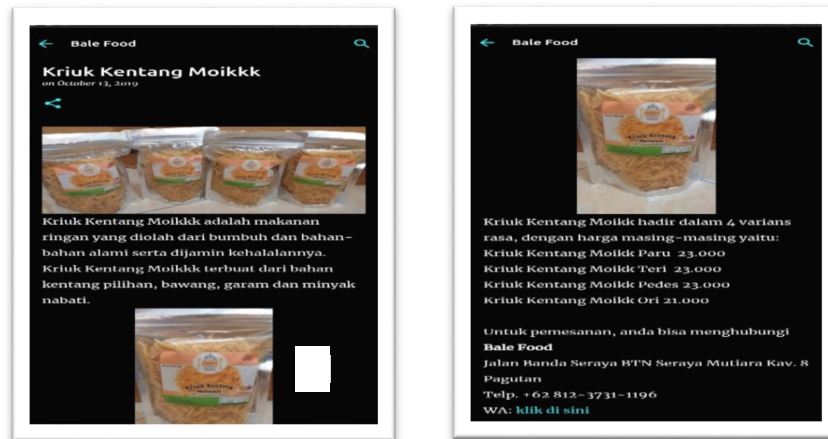 Bale Food
Kriuk Kentang Moikkk
on October 13, 2019
Kriuk Kentang Moikkk adalah makanan
ringan yang diolah dari bumbuh dan bahan-
bahan alami serta dijamin kehalalannya.
Kriuk Kentang Moikkk terbuat dari bahan
kentang pilihan, bawang, garam dan minyak
nabati.
Kriuk Kentang
Bale Food
Kriuk Kentang
Kriuk Kentang Moikk hadir dalam 4 varians
rasa, dengan harga masing-masing yaitu:
Kriuk Kentang Moikk Paru 23.000
Kriuk Kentang Moikk Teri 23.000
Kriuk Kentang Moikk Pedes 23.000
Kriuk Kentang Moikk Ori 21.000
Untuk pemesanan, anda bisa menghubungi
Bale Food
Jalan Banda Seraya BTN Seraya Mutiara Kav. 8
Pagutan
Telp. +62 812-3731-1196
WA: klik di sini